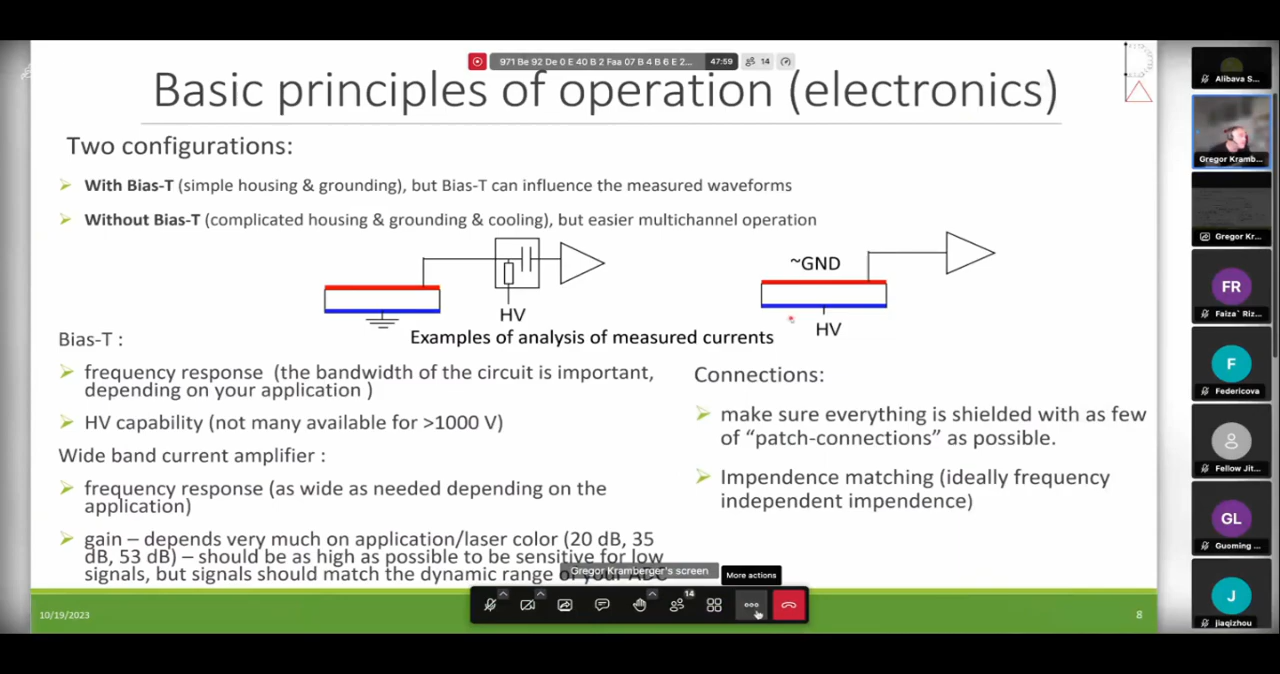 971 Be 92 De 0 E 40 B 2 Faa 07 B 4 B 6 E 2... 47:59 14
Basic principles of operation (electronics)
Two configurations:
With Bias-T (simple housing & grounding), but Bias-T can influence the measured waveforms
Without Bias-T (complicated housing & grounding & cooling), but easier multichannel operation
~GND
HV
HV
Examples of analysis of measured currents
Bias-T :
frequency response (the bandwidth of the circuit is important,
depending on your application )
HV capability (not many available for >1000 V)
Wide band current amplifier :
frequency response (as wide as needed depending on the
application)
gain – depends very much on application/laser color (20 dB, 35
dB, 53 dB) – should be as high as possible to be sensitive for low
signals, but signals should match the dynamic range of your ADC
Connections:
make sure everything is shielded with as few
of “patch-connections” as possible.
Impendence matching (ideally frequency
independent impendence)
Gregor Kramberger's screen
More actions
14
10/19/2023
8
Alibava S...
Gregor Kramb...
Gregor Kr...
FR
Faiza` Riz...
F
Federicova
Fellow Jit...
GL
Guoming ...
J
jiaqizhou